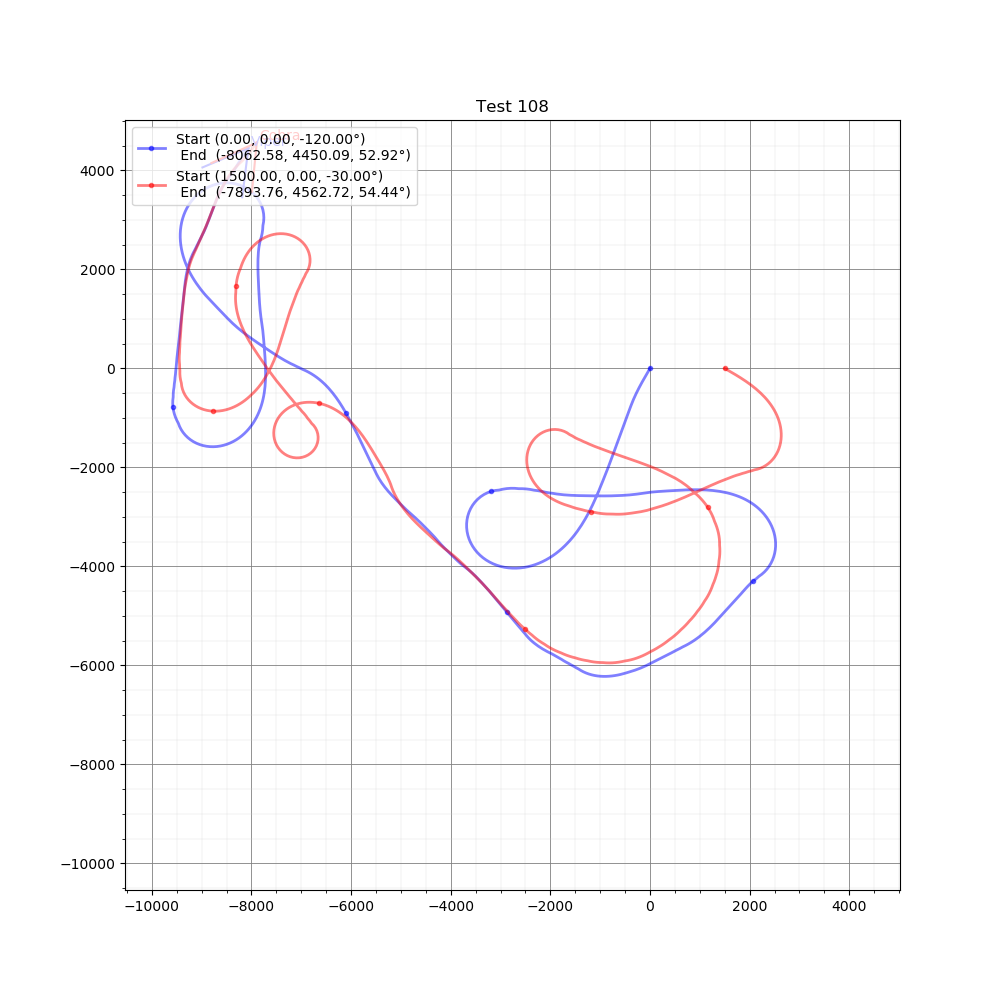 Test 108
Start (0.00, 0.00, -120.00°)
End  (-8062.58, 4450.09, 52.92°)
Start (1500.00, 0.00, -30.00°)
End  (-7893.76, 4562.72, 54.44°)
4000
2000
0
−2000
−4000
−6000
−8000
−10000
−10000 −8000 −6000 −4000 −2000 0 2000 4000